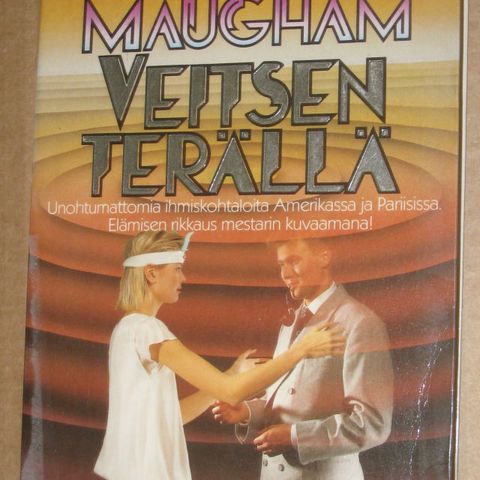 MAUGHAM
VEITSEN
TERÄLLÄ
Unohtumattomia ihmiskohtaloita Amerikassa ja Pariisissa.
Elämisen rikkaus mestarin kuvaamana!